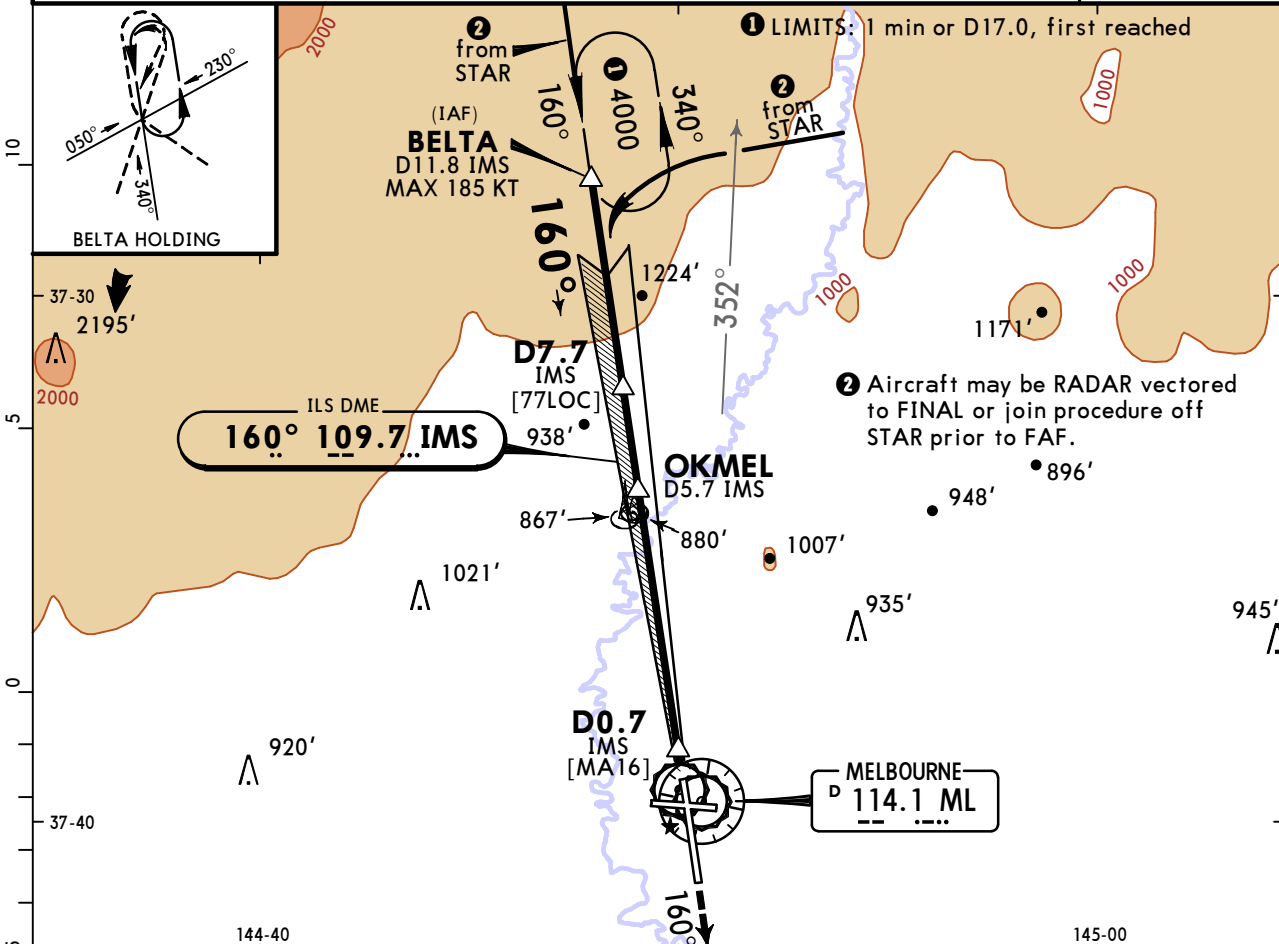 ❶ LIMITS: 1 min or D17.0, first reached
2000
❷
from
STAR
❶ 4000
160°
340°
❷
from
STAR
1000
230°
050°
340°
BELTA HOLDING
(IAF)
BELTA
D11.8 IMS
MAX 185 KT
10
160°
352°
1224'
1000
1000
37-30
2195'
2000
1171'
D7.7
IMS
[77LOC]
938'
❷ Aircraft may be RADAR vectored
to FINAL or join procedure off
STAR prior to FAF.
5
ILS DME
160° 109.7 IMS
OKMEL
D5.7 IMS
896'
948'
867'
880'
1007'
1021'
935'
945'
0
D0.7
IMS
[MA16]
920'
MELBOURNE
D 114.1 ML
37-40
160°
144-40
145-00